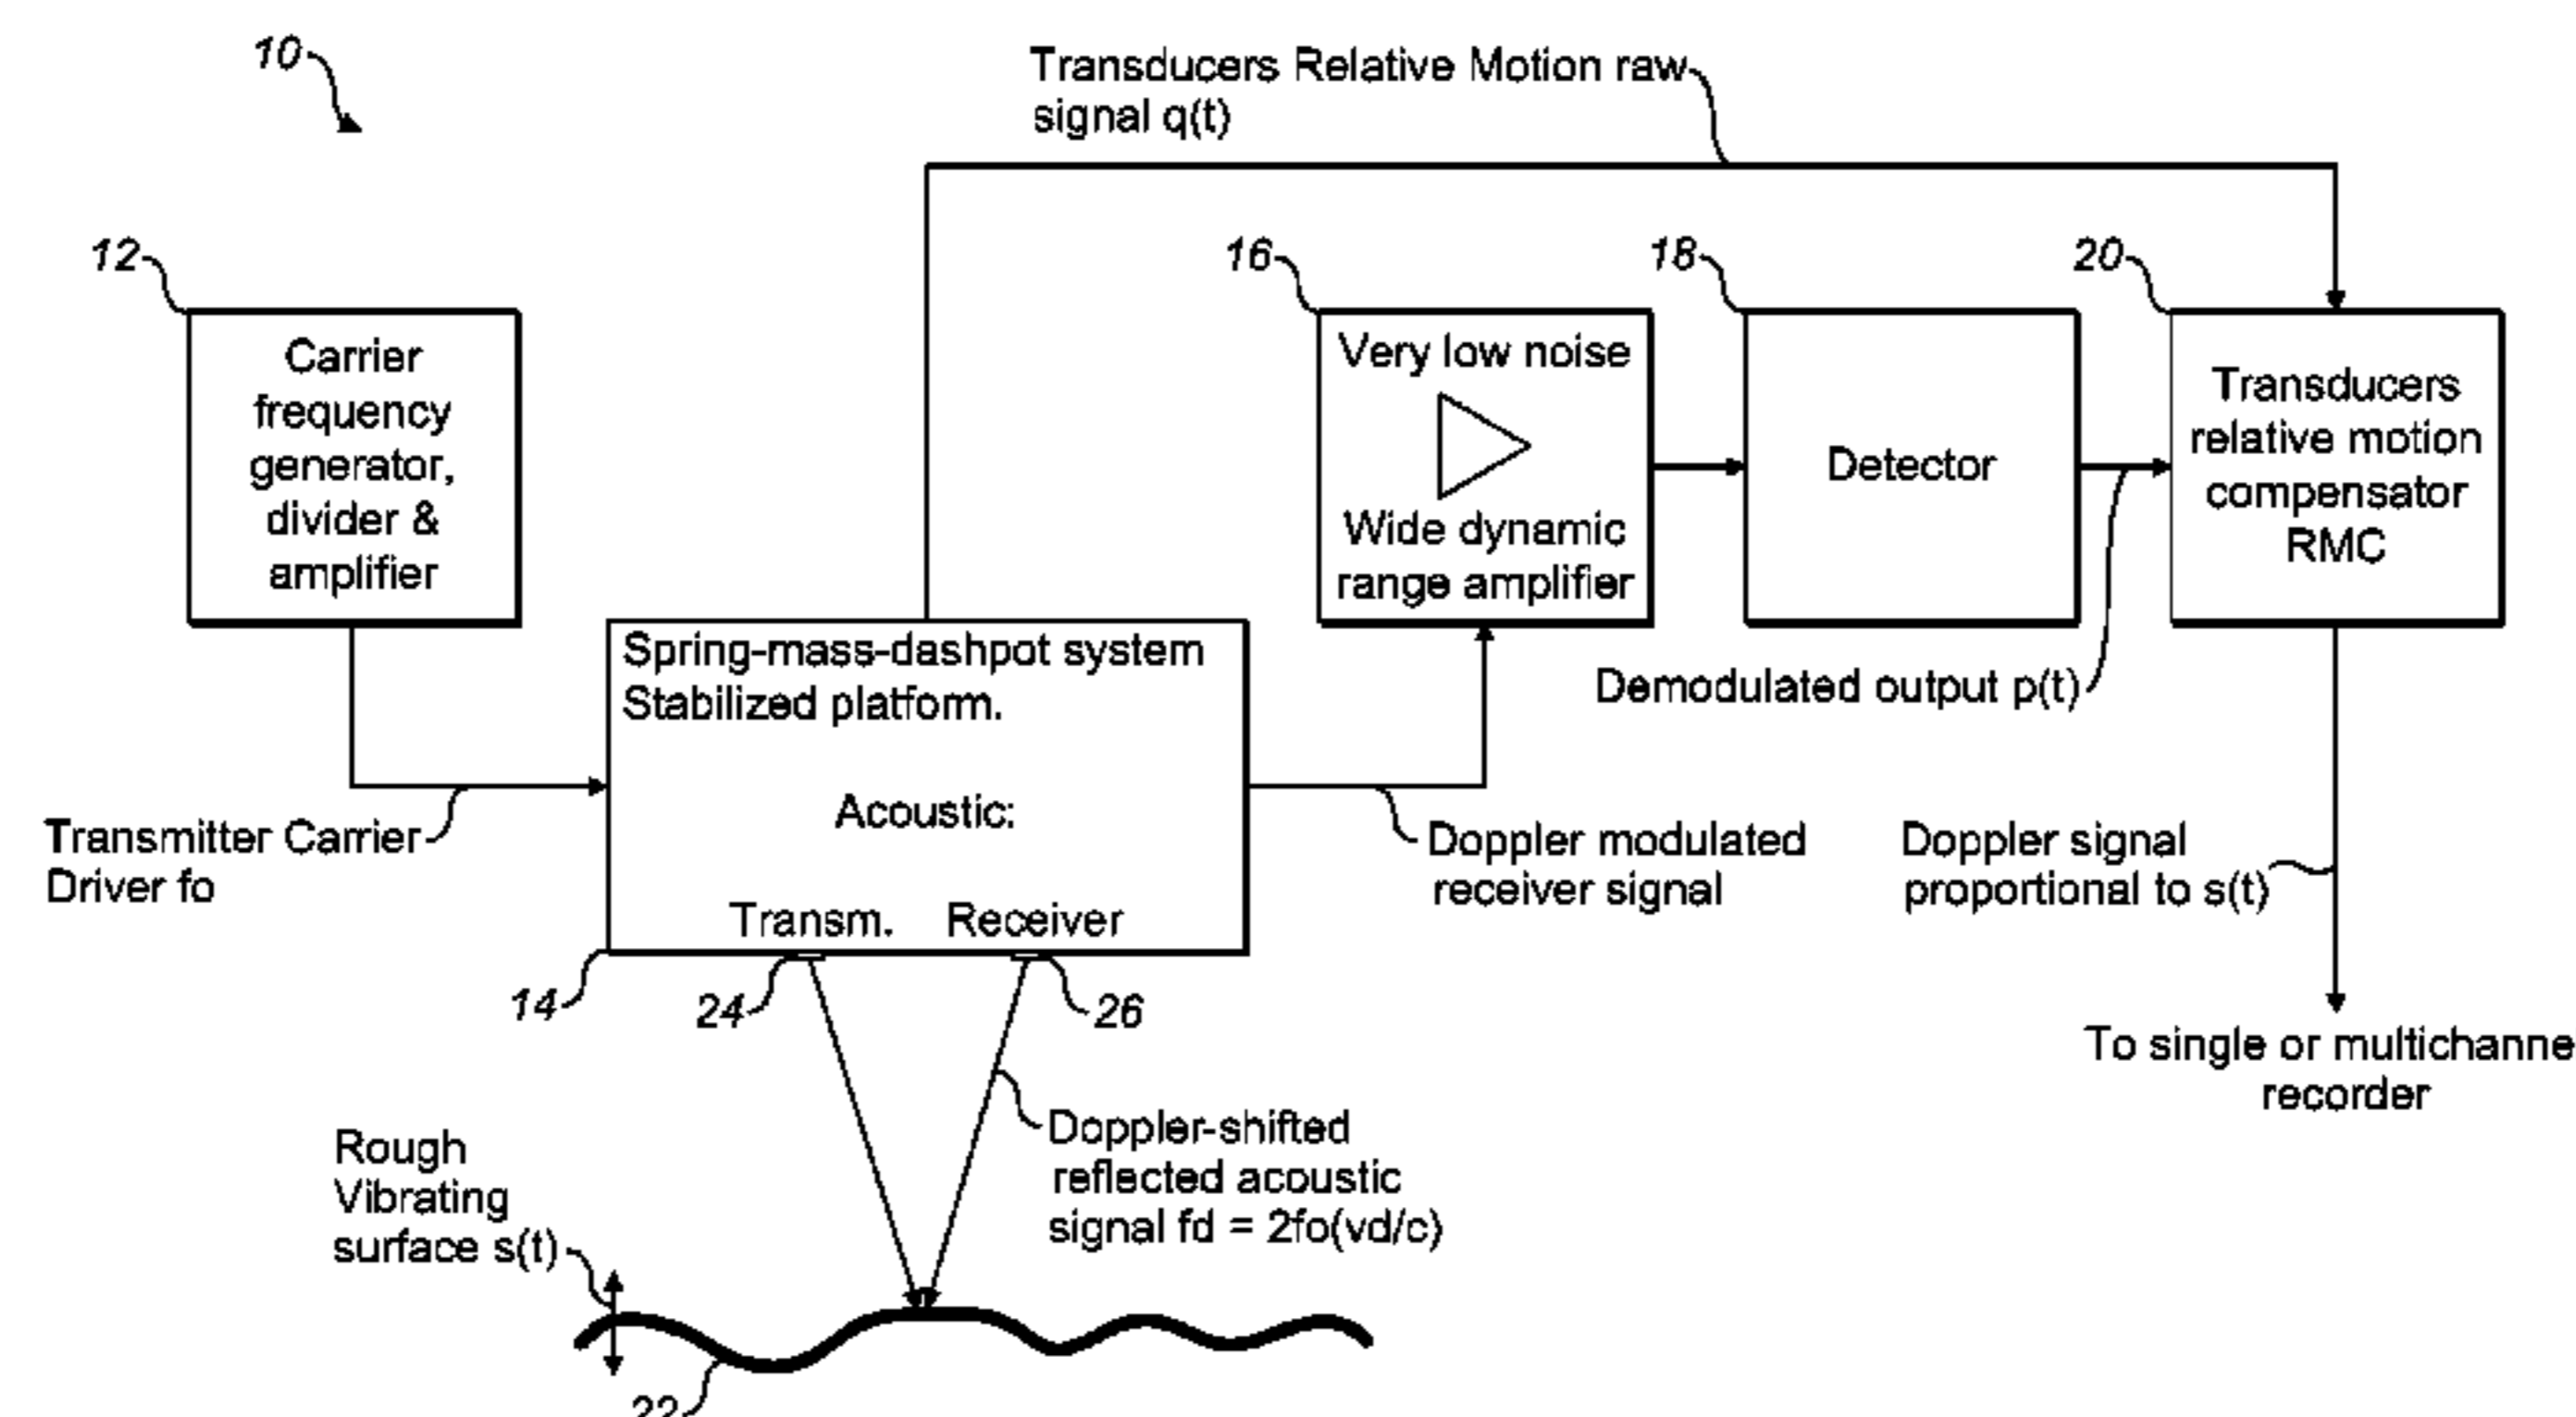 10
Transducers Relative Motion raw
signal q(t)
12
16
18
20
Carrier
frequency
generator,
divider &
amplifier
Very low noise
Wide dynamic
range amplifier
Detector
Transducers
relative motion
compensator
RMC
Spring-mass-dashpot system
Stabilized platform.
Acoustic:
Transm.
Receiver
Demodulated output p(t)
Transmitter Carrier
Driver fo
Doppler modulated
receiver signal
Doppler signal
proportional to s(t)
14
24
26
To single or multichanne
recorder
Doppler-shifted
reflected acoustic
signal fd = 2fo(vd/c)
Rough
Vibrating
surface s(t)
22